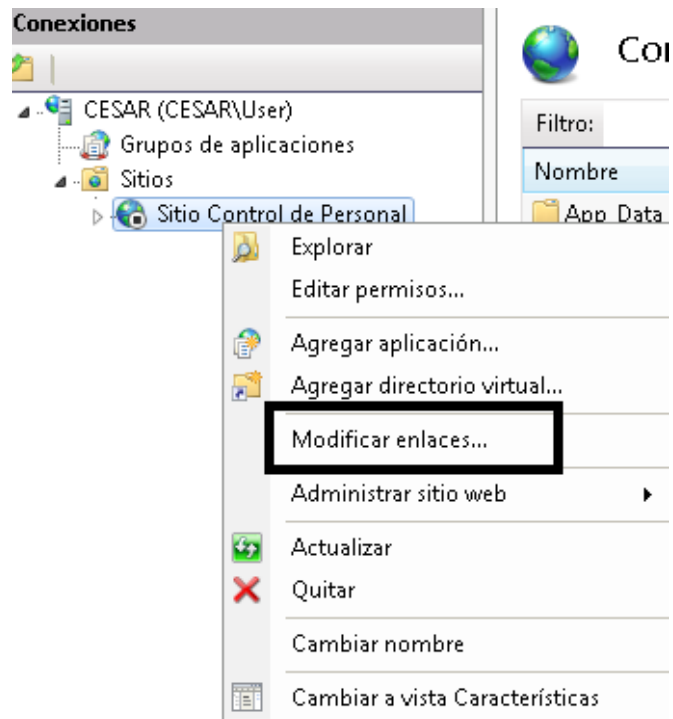 Conexiones
CESAR (CESAR\User)
Grupos de aplicaciones
Sitios
Sitio Control de Personal
Filtro:
Nombre
App_Data
Explorar
Editar permisos...
Agregar aplicación...
Agregar directorio virtual...
Modificar enlaces...
Administrar sitio web
Actualizar
Quitar
Cambiar nombre
Cambiar a vista Características